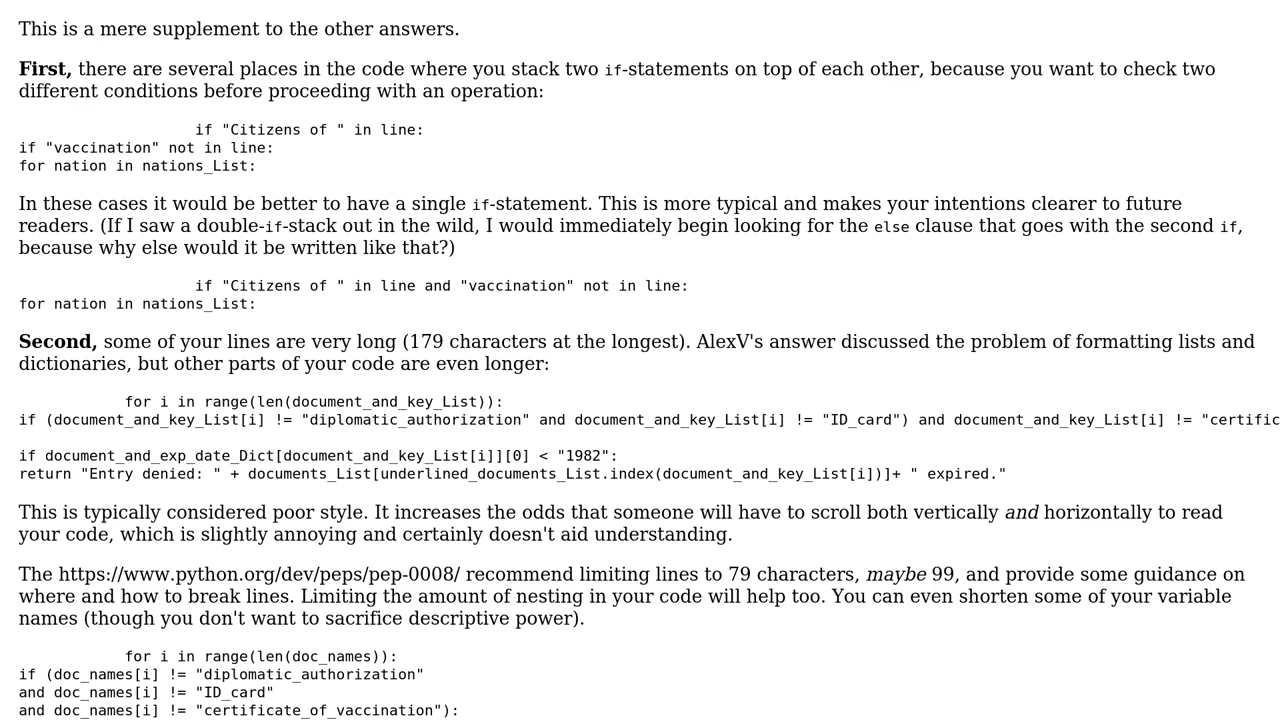 This is a mere supplement to the other answers.
First, there are several places in the code where you stack two if-statements on top of each other, because you want to check two
different conditions before proceeding with an operation:
if "Citizens of " in line:
if "vaccination" not in line:
for nation in nations_List:
In these cases it would be better to have a single if-statement. This is more typical and makes your intentions clearer to future
readers. (If I saw a double-if-stack out in the wild, I would immediately begin looking for the else clause that goes with the second if,
because why else would it be written like that?)
if "Citizens of " in line and "vaccination" not in line:
for nation in nations_List:
Second, some of your lines are very long (179 characters at the longest). AlexV's answer discussed the problem of formatting lists and
dictionaries, but other parts of your code are even longer:
for i in range(len(document_and_key_List)):
if (document_and_key_List[i] != "diplomatic_authorization" and document_and_key_List[i] != "ID_card") and document_and_key_List[i] != "certific
if document_and_exp_date_Dict[document_and_key_List[i]][0] < "1982":
return "Entry denied: " + documents_List[underlined_documents_List.index(document_and_key_List[i])]+ " expired."
This is typically considered poor style. It increases the odds that someone will have to scroll both vertically and horizontally to read
your code, which is slightly annoying and certainly doesn't aid understanding.
The https://www.python.org/dev/peps/pep-0008/ recommend limiting lines to 79 characters, maybe 99, and provide some guidance on
where and how to break lines. Limiting the amount of nesting in your code will help too. You can even shorten some of your variable
names (though you don't want to sacrifice descriptive power).
for i in range(len(doc_names)):
if (doc_names[i] != "diplomatic_authorization"
and doc_names[i] != "ID_card"
and doc_names[i] != "certificate_of_vaccination"):